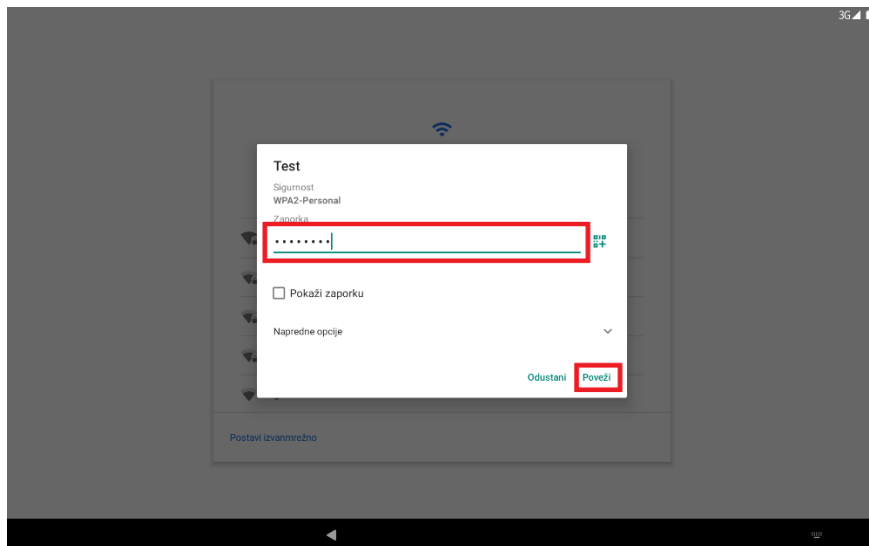 3G
Test
Sigurnost
WPA2-Personal
Zaporka
••••••••
Pokaži zaporku
Napredne opcije
Odustani Poveži
Postavi izvanmrežno